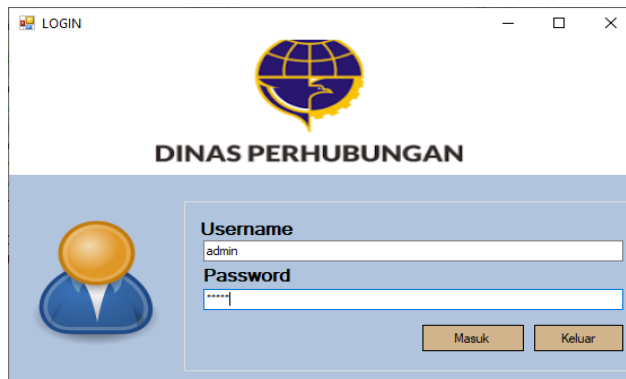 LOGIN
DINAS PERHUBUNGAN
Username
admin
Password
*****
Masuk Keluar